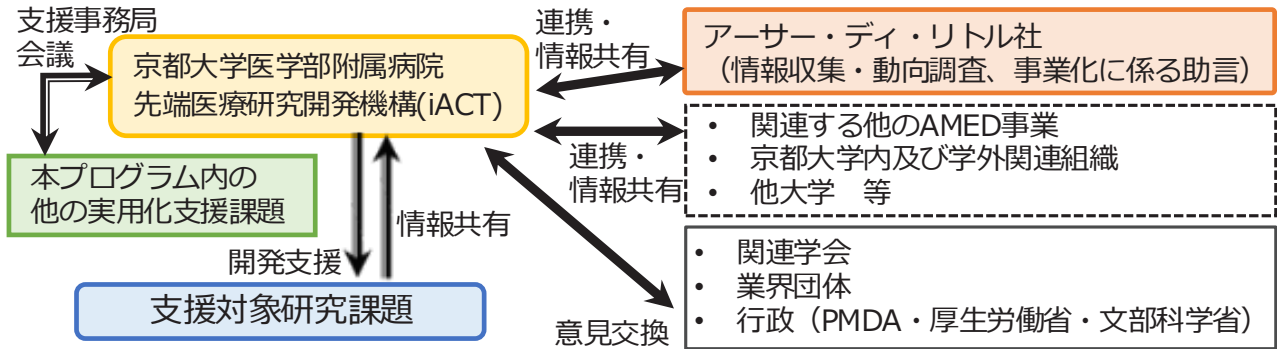 支援事務局
会議
京都大学医学部附属病院
先端医療研究開発機構(iACT)
本プログラム内の
他の実用化支援課題
情報共有
開発支援
支援対象研究課題
連携・
情報共有
アーサー・ディ・リトル社
（情報収集・動向調査、事業化に係る助言）
連携・
情報共有
• 関連する他のAMED事業
• 京都大学内及び学外関連組織
• 他大学　等
意見交換
• 関連学会
• 業界団体
• 行政（PMDA・厚生労働省・文部科学省）